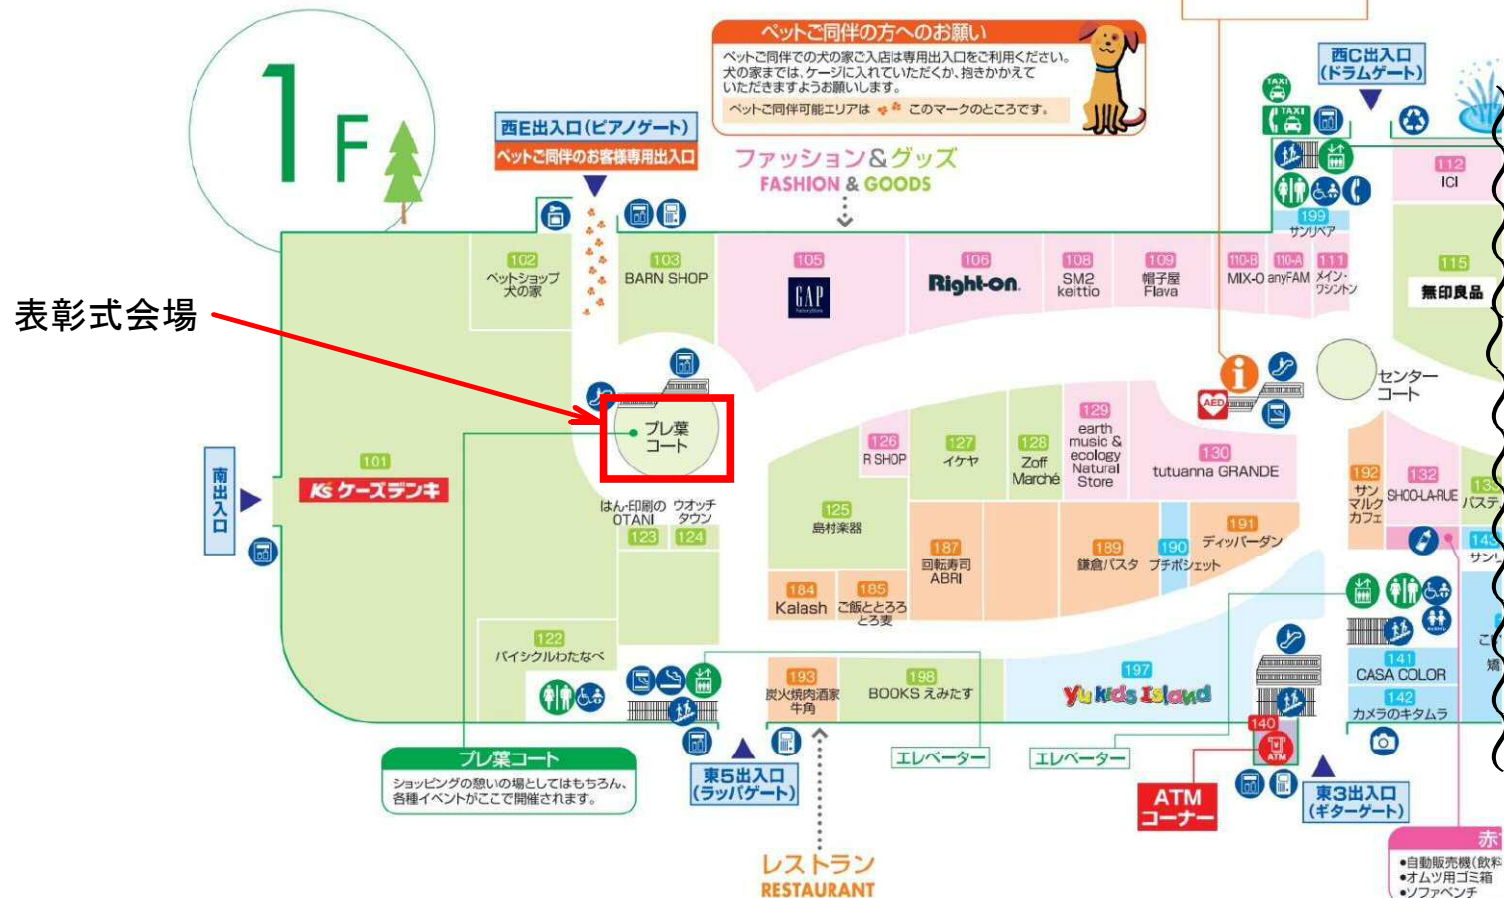 1F
ペットご同伴の方へのお願い
ペットご同伴での犬の家ご入店は専用出入口をご利用ください。
犬の家までは、ケージに入れていただくか、抱きかかえて
いただきますようお願いします。
ペットご同伴可能エリアは このマークのところです。
西C出入口
(ドラムゲート)
TAXI
TAXI
西E出入口(ピアノゲート)
ペットご同伴のお客様専用出入口
ファッション&グッズ
FASHION & GOODS
112
ICI
199
サンリペア
102
ペットショップ
犬の家
103
BARN SHOP
105
GAP
106
Right-on.
108
SM2
keittio
109
帽子屋
Flava
110-B
MIX-O
110-A
anyFAM
111
メイン・
ワシントン
115
無印良品
表彰式会場
プレ葉
コート
i
AED
センター
コート
101
K's ケーズデンキ
南出入口
はん・印刷の
OTANI
123
ウオッチ
タウン
124
125
島村楽器
126
R SHOP
127
イケヤ
128
Zoff
Marché
129
earth
music &
ecology
Natural
Store
130
tutuanna GRANDE
192
サン
マルク
カフェ
132
SHOO-LA-RUE
133
パステ
143
サンリ
184
Kalash
185
ご飯ととろろ
とろ麦
187
回転寿司
ABRI
189
鎌倉パスタ
190
プチポシェット
191
ディッパーダン
122
バイシクルわたなべ
193
炭火焼肉酒家
牛角
198
BOOKS えみたす
197
Yu kids Island
141
CASA COLOR
142
カメラのキタムラ
140
ATM
プレ葉コート
ショッピングの憩いの場としてはもちろん、
各種イベントがここで開催されます。
東5出入口
(ラッパゲート)
エレベーター
エレベーター
ATM
コーナー
東3出入口
(ギターゲート)
レストラン
RESTAURANT
赤
●自動販売機(飲料
●オムツ用ゴミ箱
●ソファベンチ